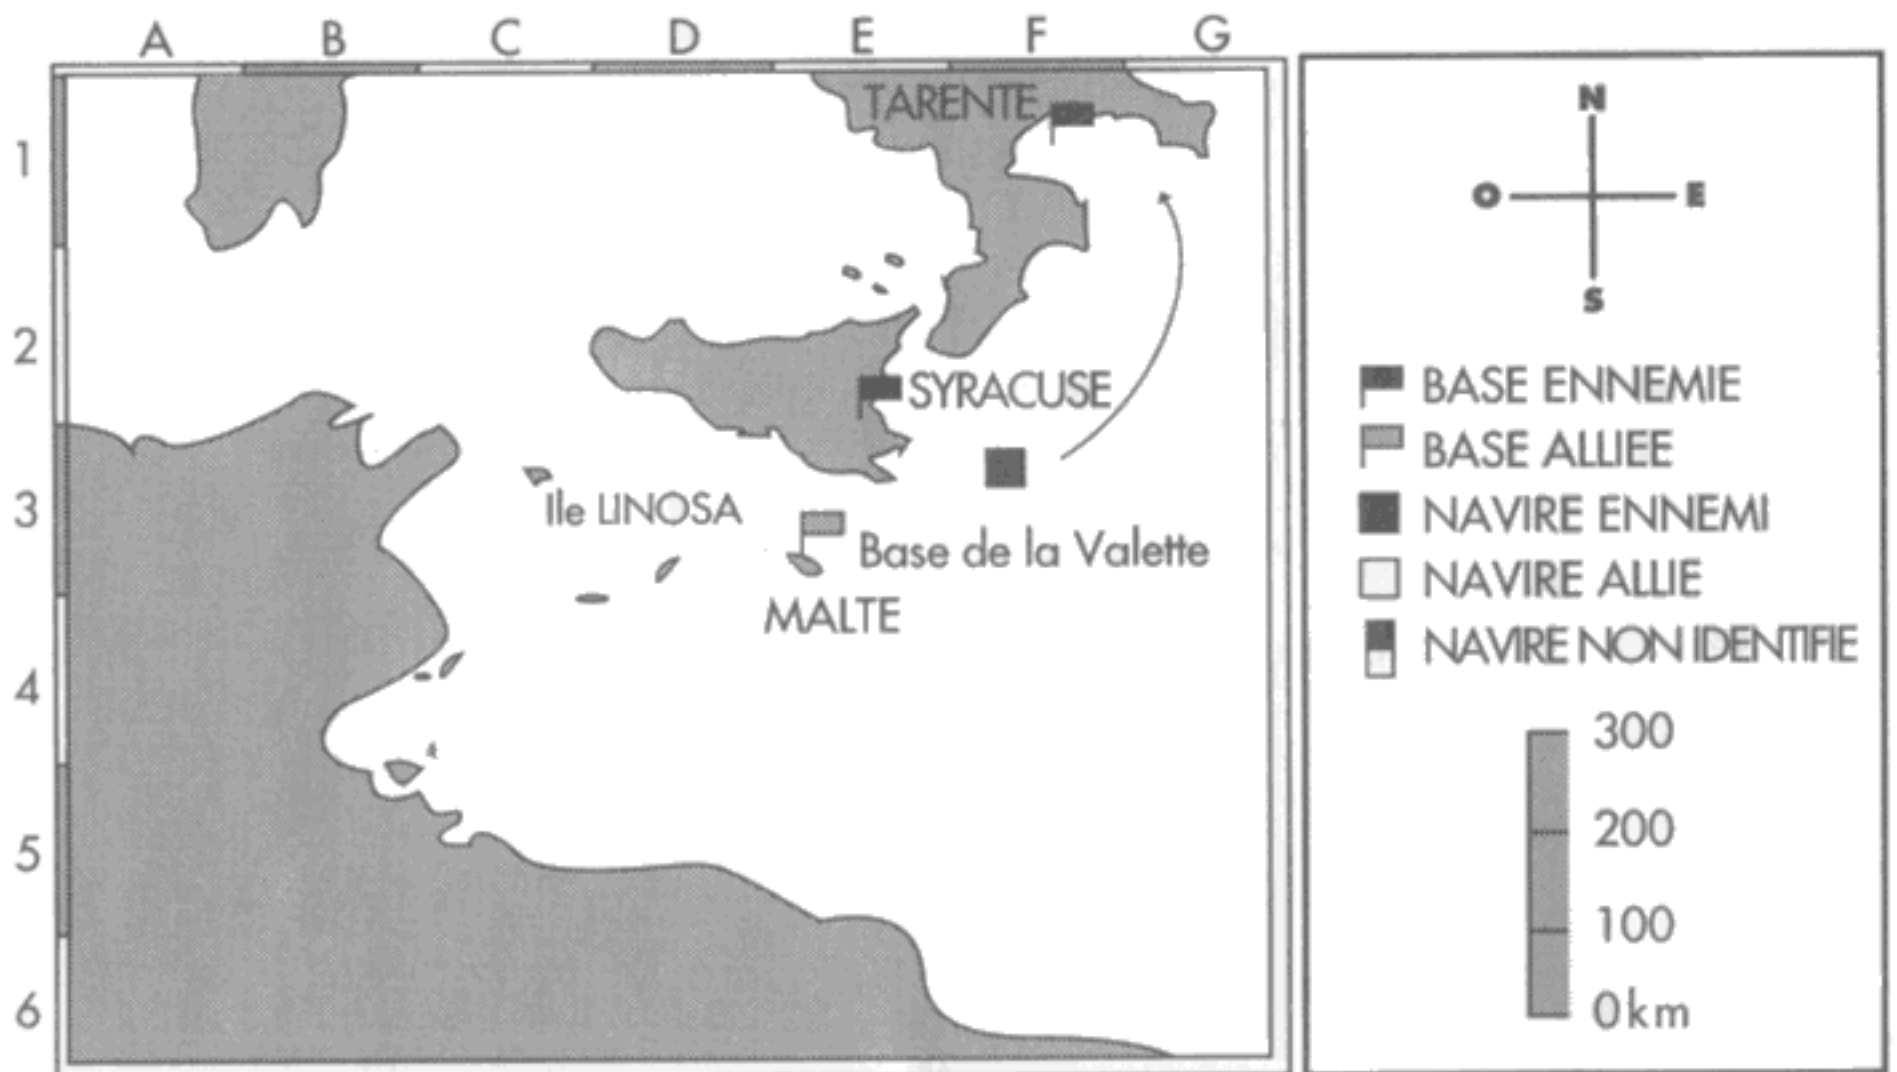 A B C D E F G
TARENTE
1
2
SYRACUSE
3
Ile LINOSA
Base de la Valette
MALTE
4
5
6
N
O E
S
BASE ENNEMIE
BASE ALLIEE
NAVIRE ENNEMI
NAVIRE ALLIE
NAVIRE NON IDENTIFIE
300
200
100
0km